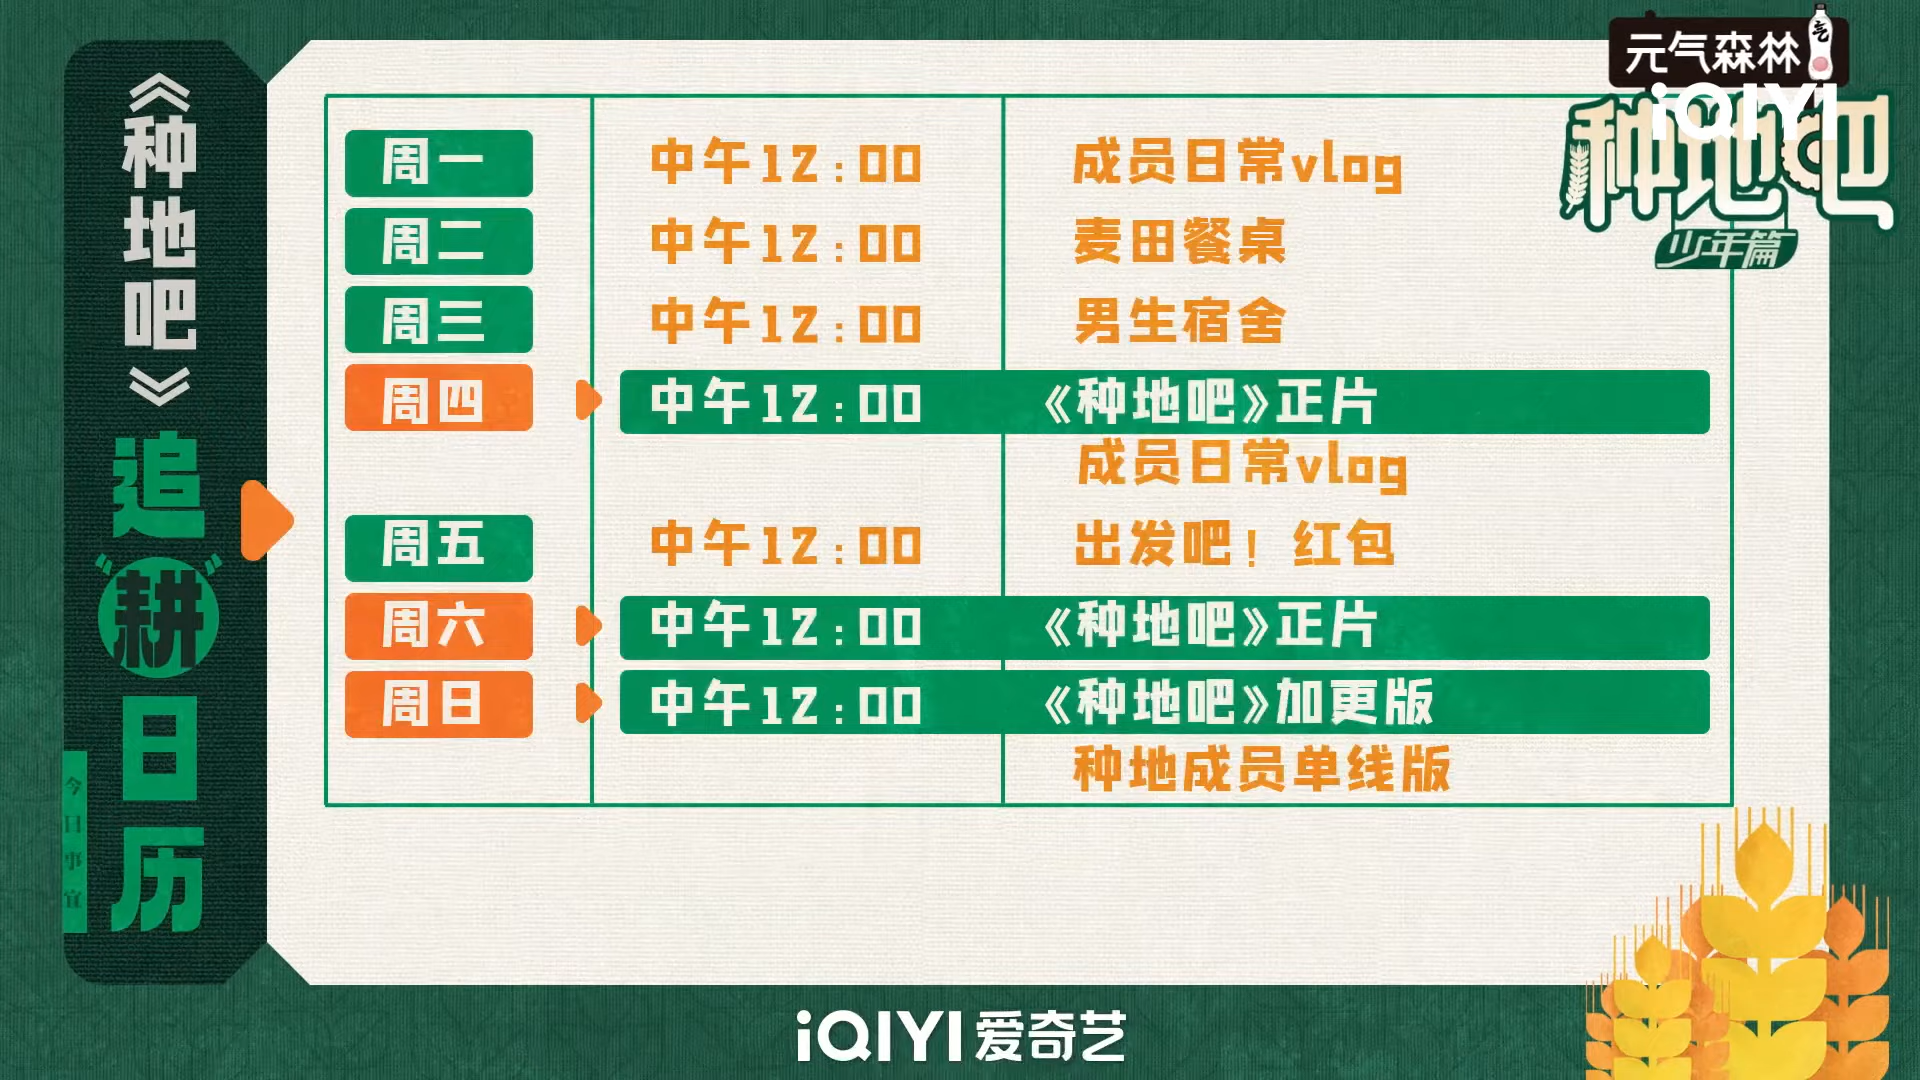 《种地吧》追"耕"日历
今日事宜
元气森林
气
iQIYI
种地吧
少年篇
周一 中午12:00 成员日常vlog
周二 中午12:00 麦田餐桌
周三 中午12:00 男生宿舍
周四 中午12:00 《种地吧》正片
成员日常vlog
周五 中午12:00 出发吧！红包
周六 中午12:00 《种地吧》正片
周日 中午12:00 《种地吧》加更版
种地成员单线版
iQIYI 爱奇艺